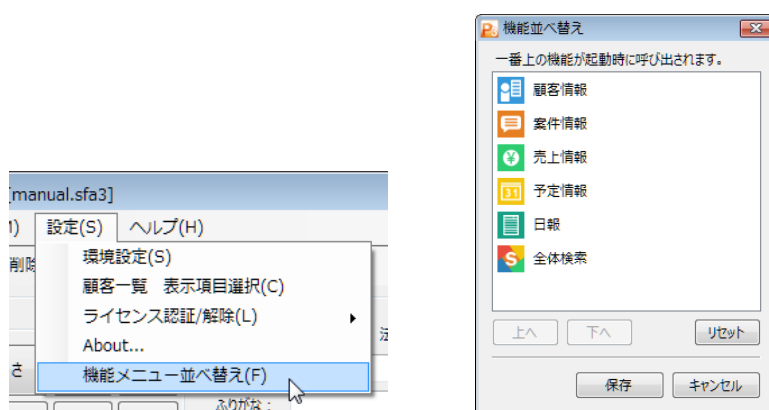 [manual.sfa3]
設定(S) ヘルプ(H)
削除
環境設定(S)
顧客一覧 表示項目選択(C)
ライセンス認証/解除(L)
About...
機能メニュー並べ替え(F)
さ
ふりがな :
機能並べ替え
一番上の機能が起動時に呼び出されます。
顧客情報
案件情報
売上情報
31
予定情報
日報
S
全体検索
上へ 下へ リセット
保存 キャンセル